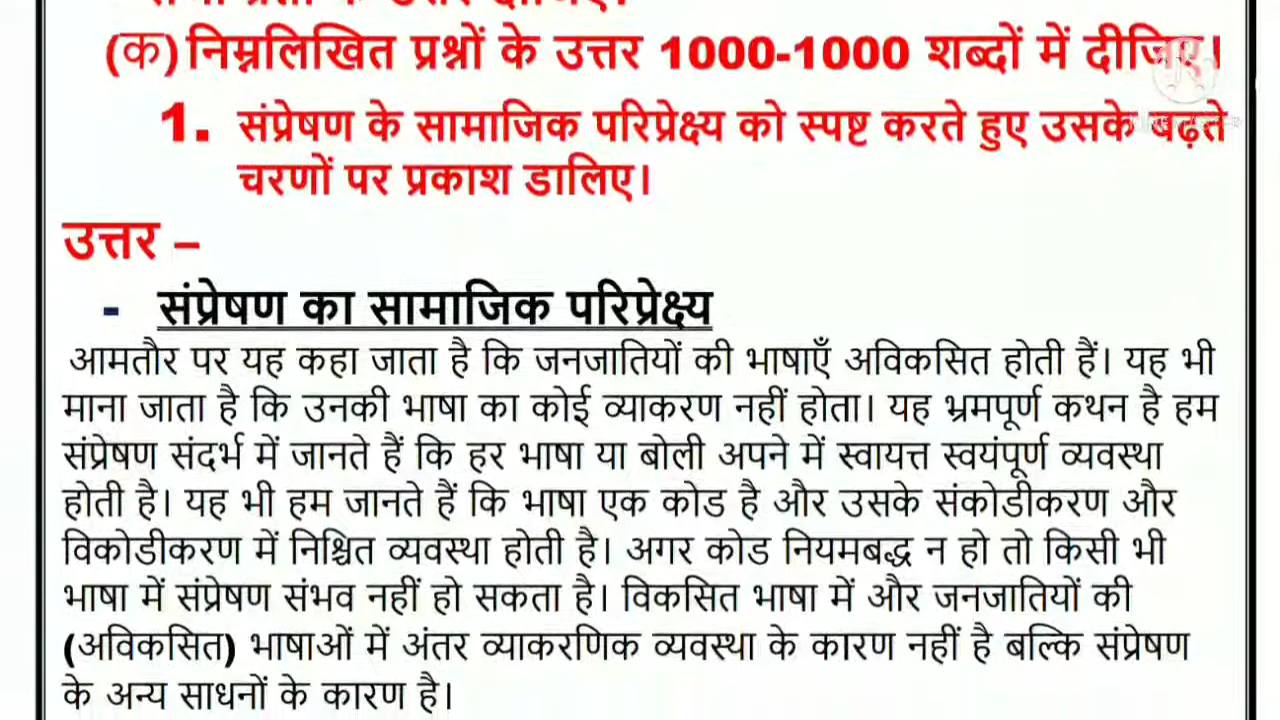 (क) निम्नलिखित प्रश्नों के उत्तर 1000-1000 शब्दों में दीजिए।
1. संप्रेषण के सामाजिक परिप्रेक्ष्य को स्पष्ट करते हुए उसके बढ़ते
चरणों पर प्रकाश डालिए।
उत्तर –
- संप्रेषण का सामाजिक परिप्रेक्ष्य
आमतौर पर यह कहा जाता है कि जनजातियों की भाषाएँ अविकसित होती हैं। यह भी
माना जाता है कि उनकी भाषा का कोई व्याकरण नहीं होता। यह भ्रमपूर्ण कथन है हम
संप्रेषण संदर्भ में जानते हैं कि हर भाषा या बोली अपने में स्वायत्त स्वयंपूर्ण व्यवस्था
होती है। यह भी हम जानते हैं कि भाषा एक कोड है और उसके संकोडीकरण और
विकोडीकरण में निश्चित व्यवस्था होती है। अगर कोड नियमबद्ध न हो तो किसी भी
भाषा में संप्रेषण संभव नहीं हो सकता है। विकसित भाषा में और जनजातियों की
(अविकसित) भाषाओं में अंतर व्याकरणिक व्यवस्था के कारण नहीं है बल्कि संप्रेषण
के अन्य साधनों के कारण है।